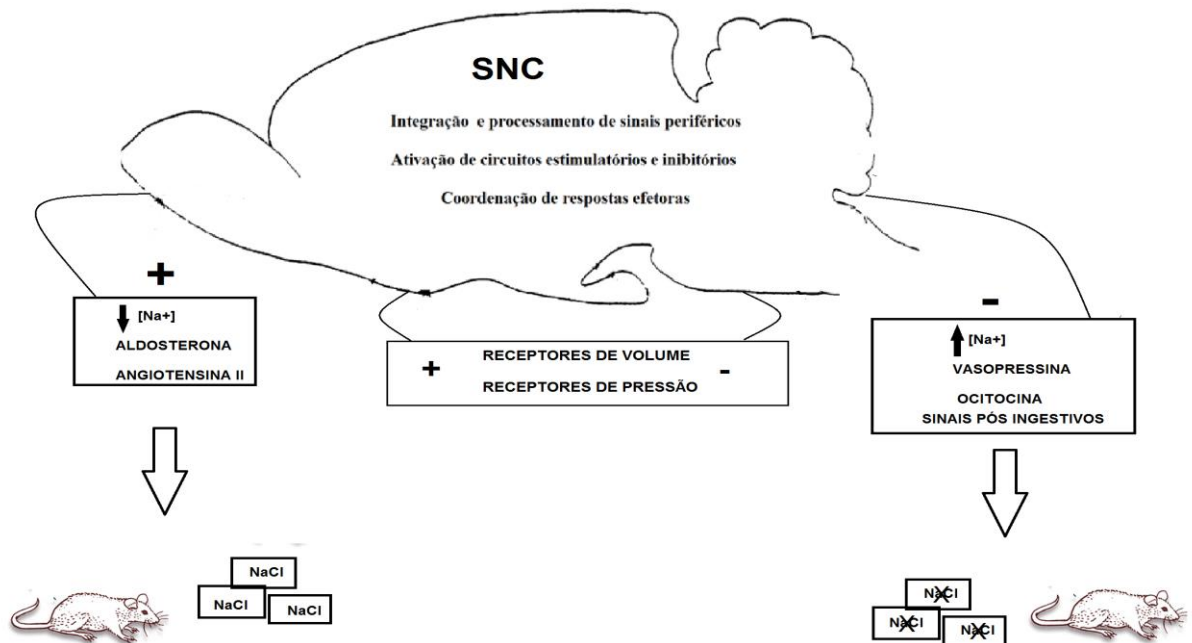 SNC
Integração e processamento de sinais periféricos
Ativação de circuitos estimulatórios e inibitórios
Coordenação de respostas efetoras
+
[Na+]
ALDOSTERONA
ANGIOTENSINA II
+
RECEPTORES DE VOLUME
RECEPTORES DE PRESSÃO
-
-
[Na+]
VASOPRESSINA
OCITOCINA
SINAIS PÓS INGESTIVOS
NaCl
NaCl
NaCl
NaCl
NaCl
NaCl